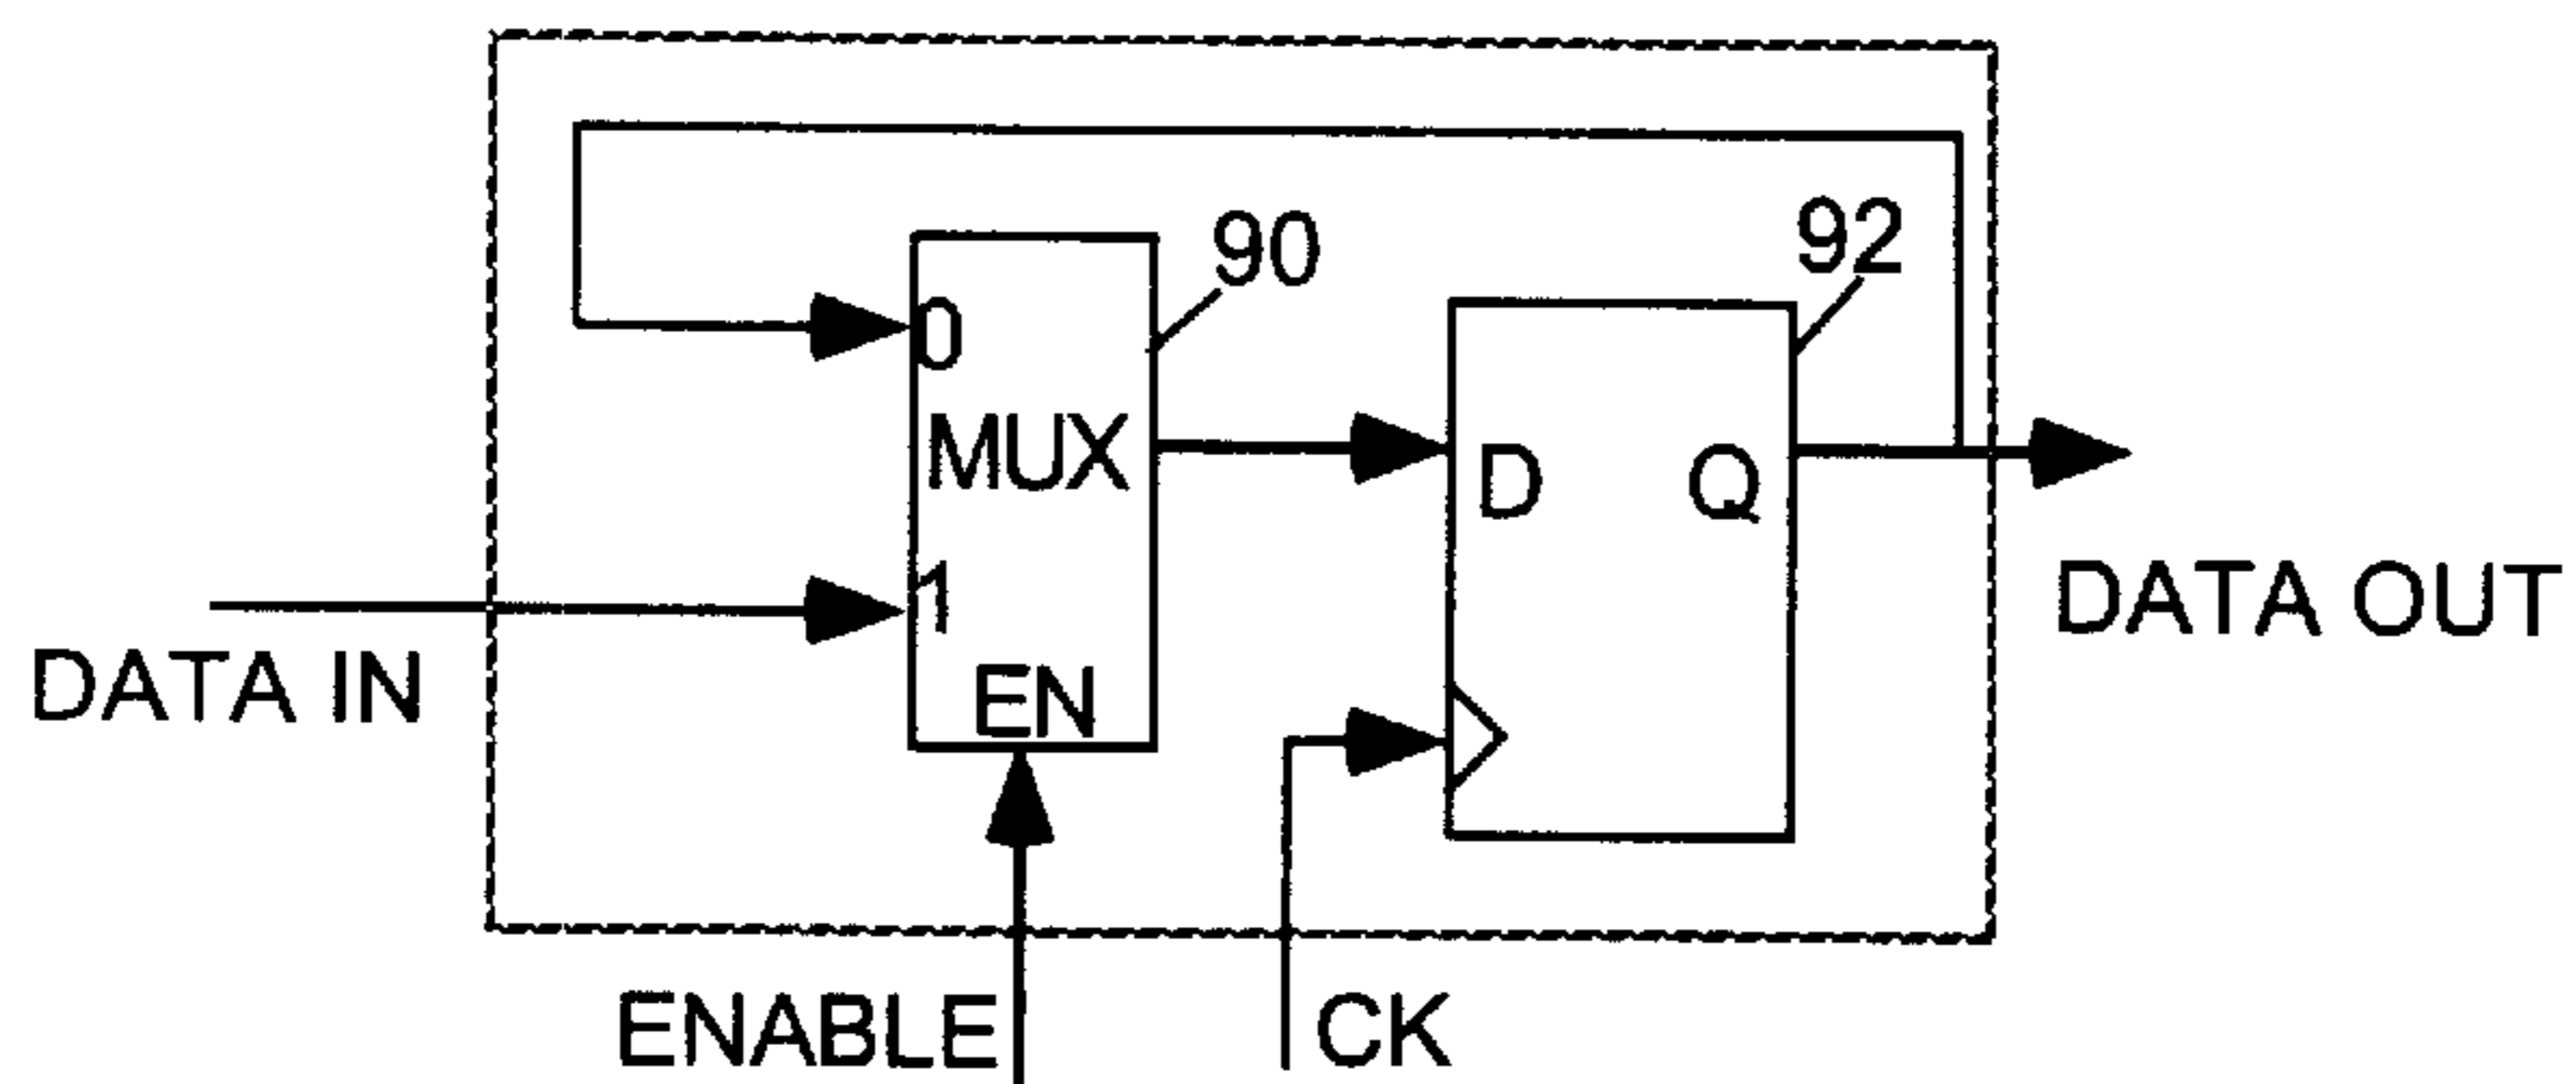 90
92
0
MUX
D
Q
1
DATA IN
EN
DATA OUT
ENABLE
CK